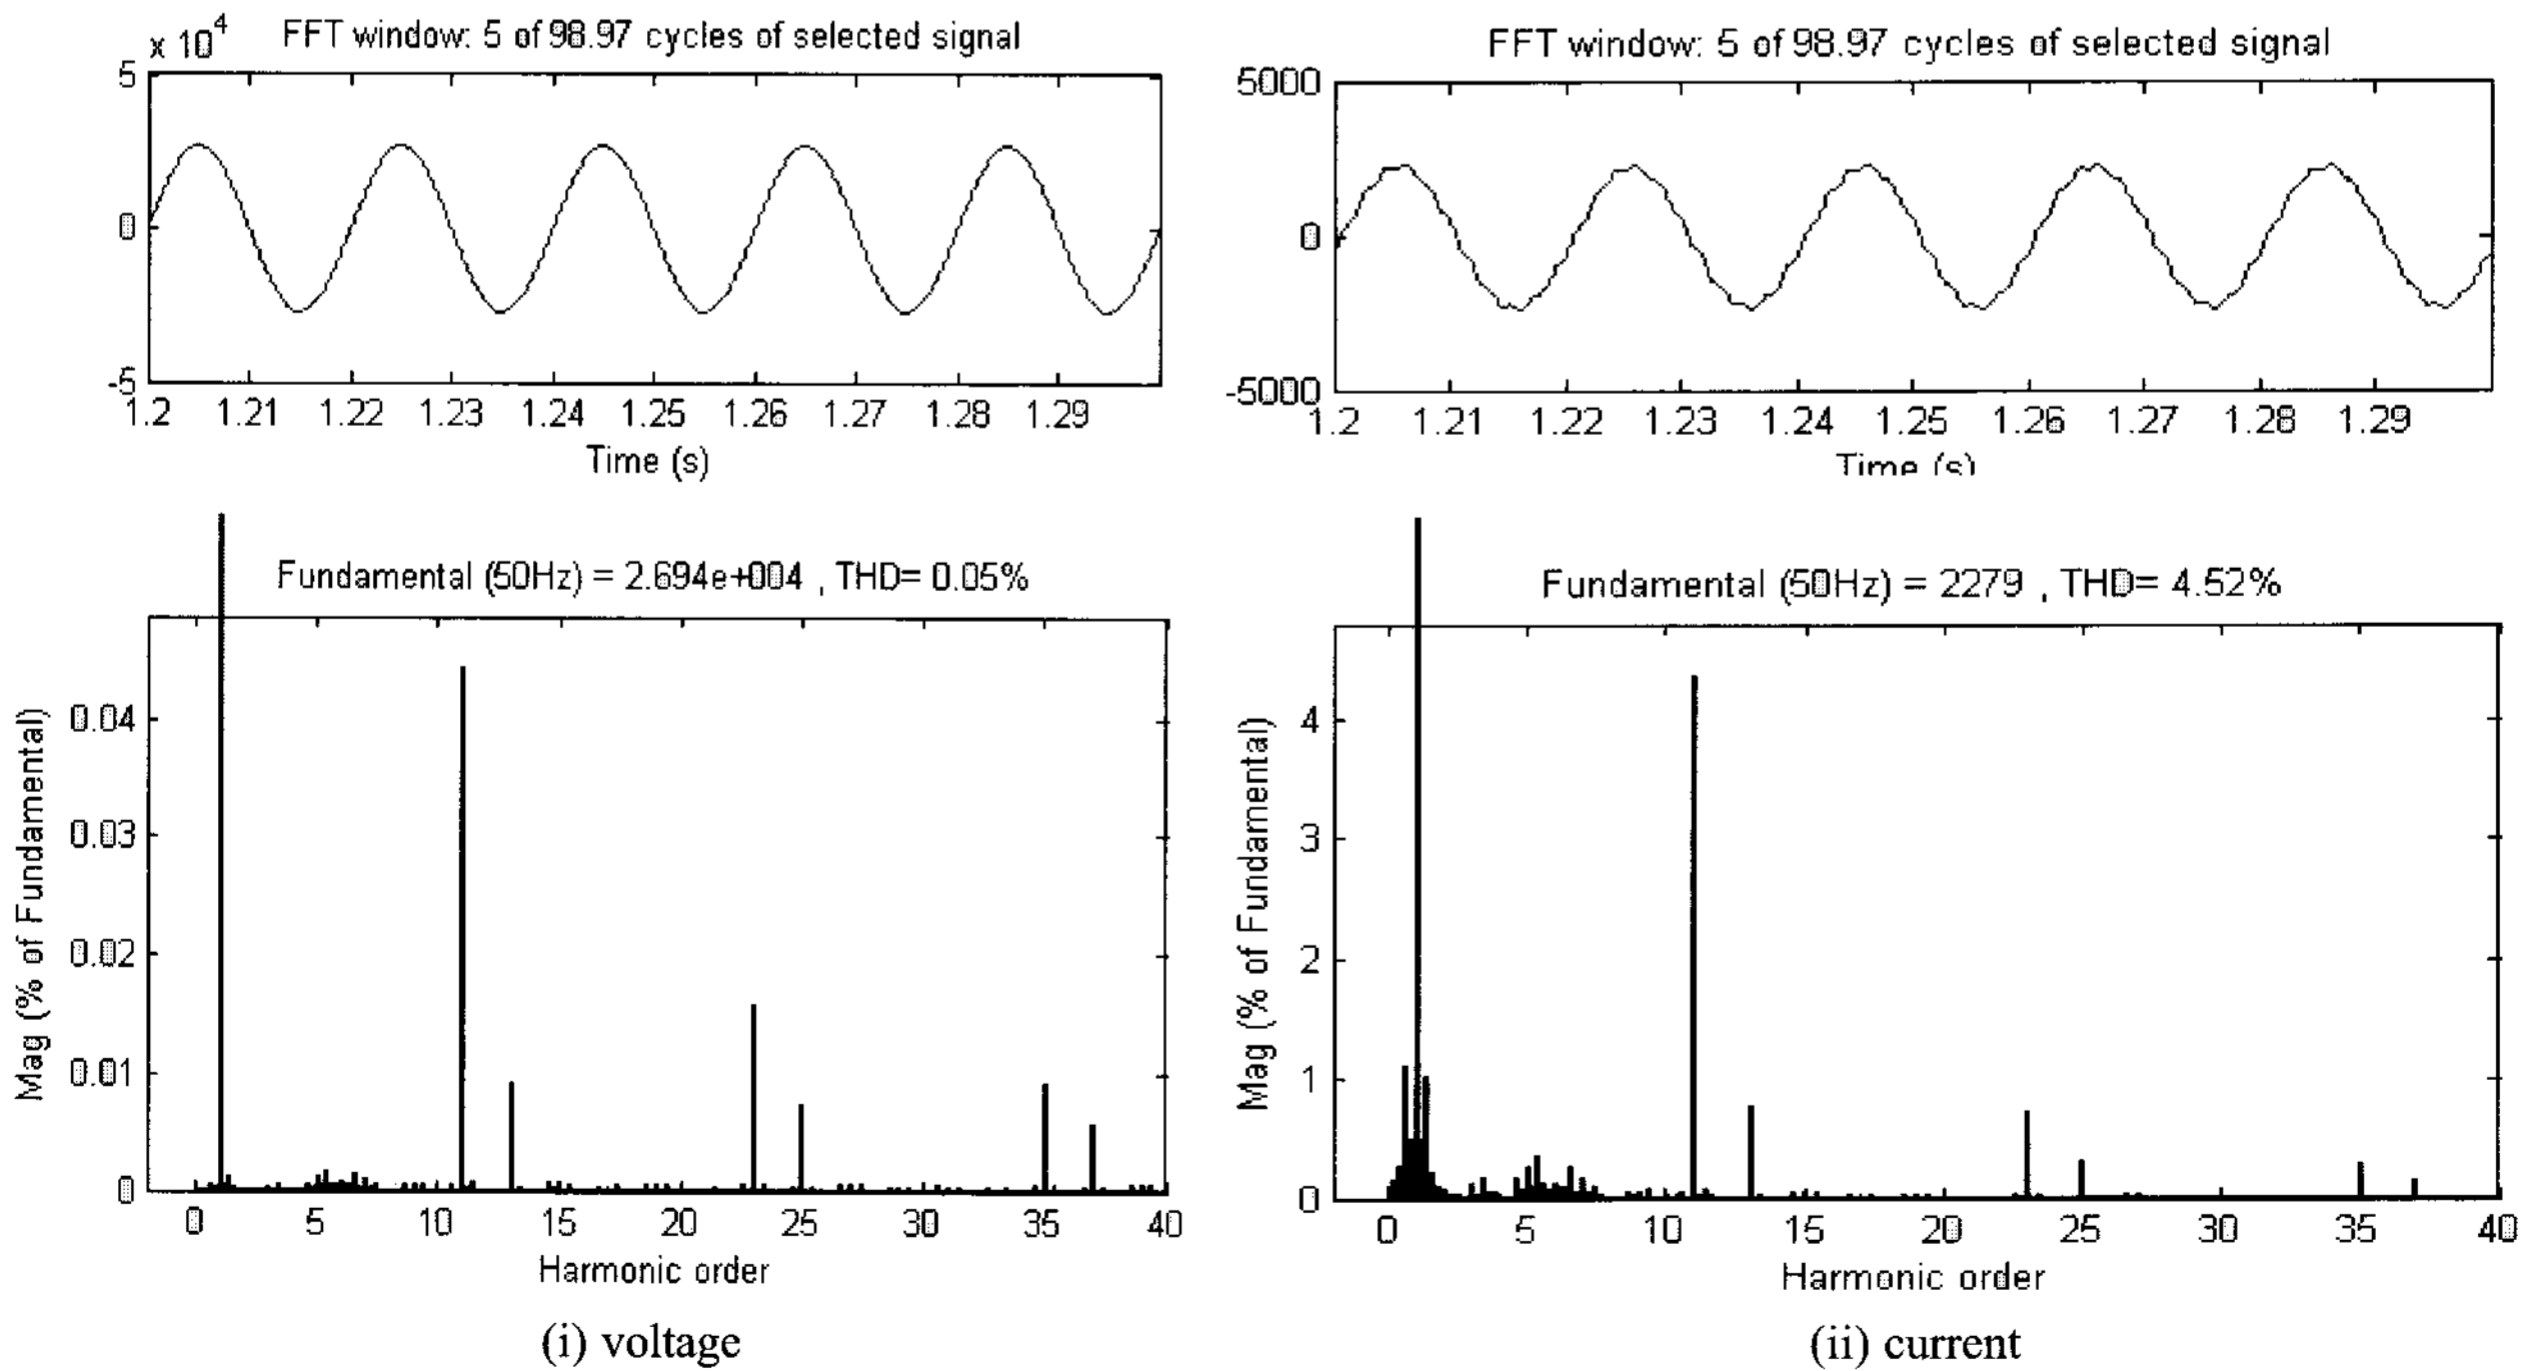 x 10^4 FFT window: 5 of 98.97 cycles of selected signal
5
0
-5
1.2 1.21 1.22 1.23 1.24 1.25 1.26 1.27 1.28 1.29
Time (s)
FFT window: 5 of 98.97 cycles of selected signal
5000
0
-5000
1.2 1.21 1.22 1.23 1.24 1.25 1.26 1.27 1.28 1.29
Time (s)
Fundamental (50Hz) = 2.694e+004 , THD= 0.05%
Mag (% of Fundamental)
0.04
0.03
0.02
0.01
0
0 5 10 15 20 25 30 35 40
Harmonic order
(i) voltage
Fundamental (50Hz) = 2279 , THD= 4.52%
Mag (% of Fundamental)
4
3
2
1
0
0 5 10 15 20 25 30 35 40
Harmonic order
(ii) current